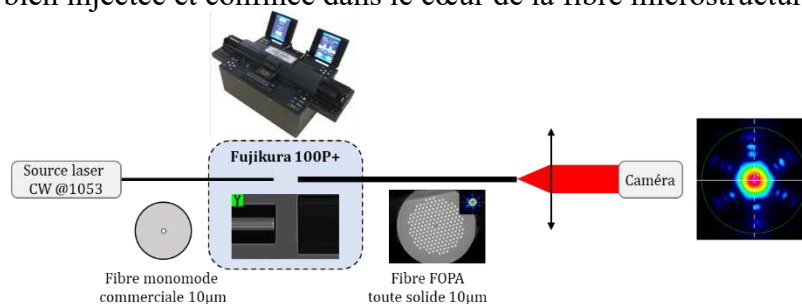 bien injectée et confinée dans le cœur de la fibre microstructur
Fujikura 100P+
Source laser
CW @1053
Caméra
Y
Fibre monomode
commerciale 10µm
Fibre FOPA
toute solide 10µm